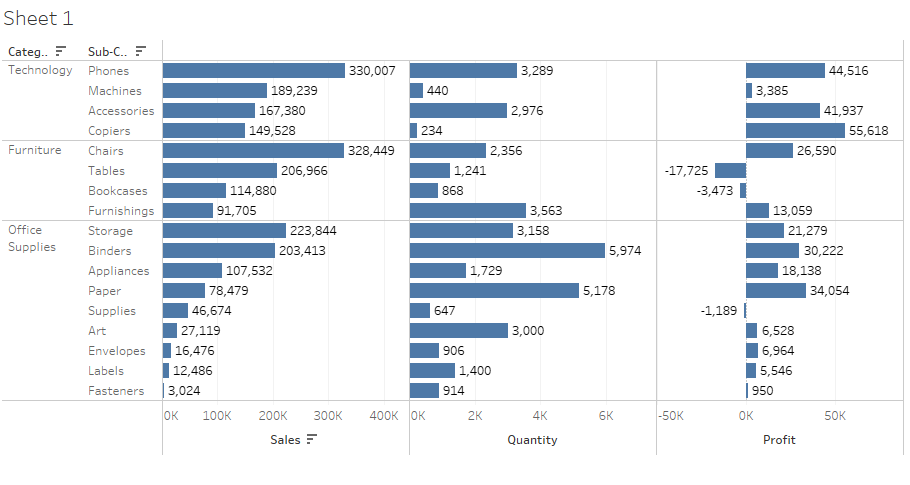 Sheet 1
Categ.. Sub-C..
Technology Phones 330,007 3,289 44,516
Machines 189,239 440 3,385
Accessories 167,380 2,976 41,937
Copiers 149,528 234 55,618
Furniture Chairs 328,449 2,356 26,590
Tables 206,966 1,241 -17,725
Bookcases 114,880 868 -3,473
Furnishings 91,705 3,563 13,059
Office Storage 223,844 3,158 21,279
Supplies Binders 203,413 5,974 30,222
Appliances 107,532 1,729 18,138
Paper 78,479 5,178 34,054
Supplies 46,674 647 -1,189
Art 27,119 3,000 6,528
Envelopes 16,476 906 6,964
Labels 12,486 1,400 5,546
Fasteners 3,024 914 950
0K 100K 200K 300K 400K 0K 2K 4K 6K -50K 0K 50K
Sales Quantity Profit